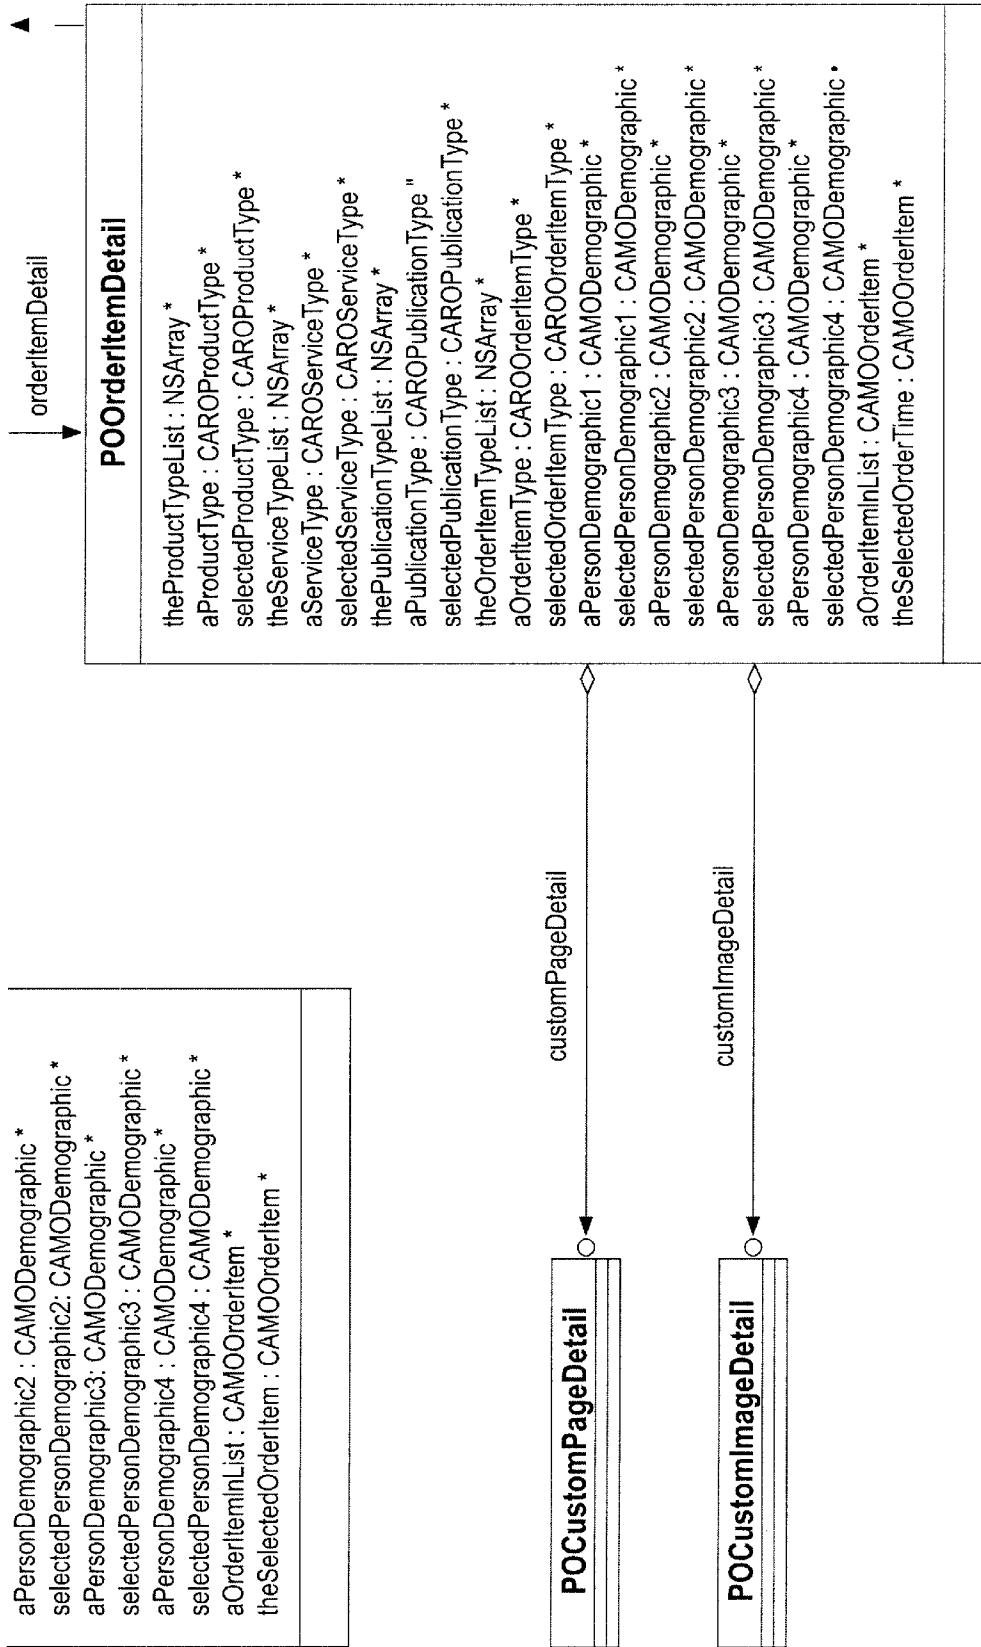 orderItemDetail
POOrderItemDetail
theProductTypeList : NSArray *
aProductType : CAROProductType *
selectedProductType : CAROProductType *
theServiceTypeList : NSArray *
aServiceType : CAROServiceType *
selectedServiceType : CAROServiceType *
thePublicationTypeList : NSArray *
aPublicationType : CAROPublicationType "
selectedPublicationType : CAROPublicationType *
theOrderItemTypeList : NSArray *
aOrderItemType : CAROOrderItemType *
selectedOrderItemType : CAROOrderItemType *
aPersonDemographic1 : CAMODemographic *
selectedPersonDemographic1 : CAMODemographic *
aPersonDemographic2 : CAMODemographic *
selectedPersonDemographic2 : CAMODemographic *
aPersonDemographic3 : CAMODemographic *
selectedPersonDemographic3 : CAMODemographic *
aPersonDemographic4 : CAMODemographic *
selectedPersonDemographic4 : CAMODemographic •
aOrderItemInList : CAMOOrderItem *
theSelectedOrderTime : CAMOOrderItem *
aPersonDemographic2 : CAMODemographic *
selectedPersonDemographic2: CAMODemographic *
aPersonDemographic3: CAMODemographic *
selectedPersonDemographic3 : CAMODemographic *
aPersonDemographic4 : CAMODemographic *
selectedPersonDemographic4 : CAMODemographic *
aOrderItemInList : CAMOOrderItem *
theSelectedOrderItem : CAMOOrderItem *
customPageDetail
POCustomPageDetail
customImageDetail
POCustomImageDetail